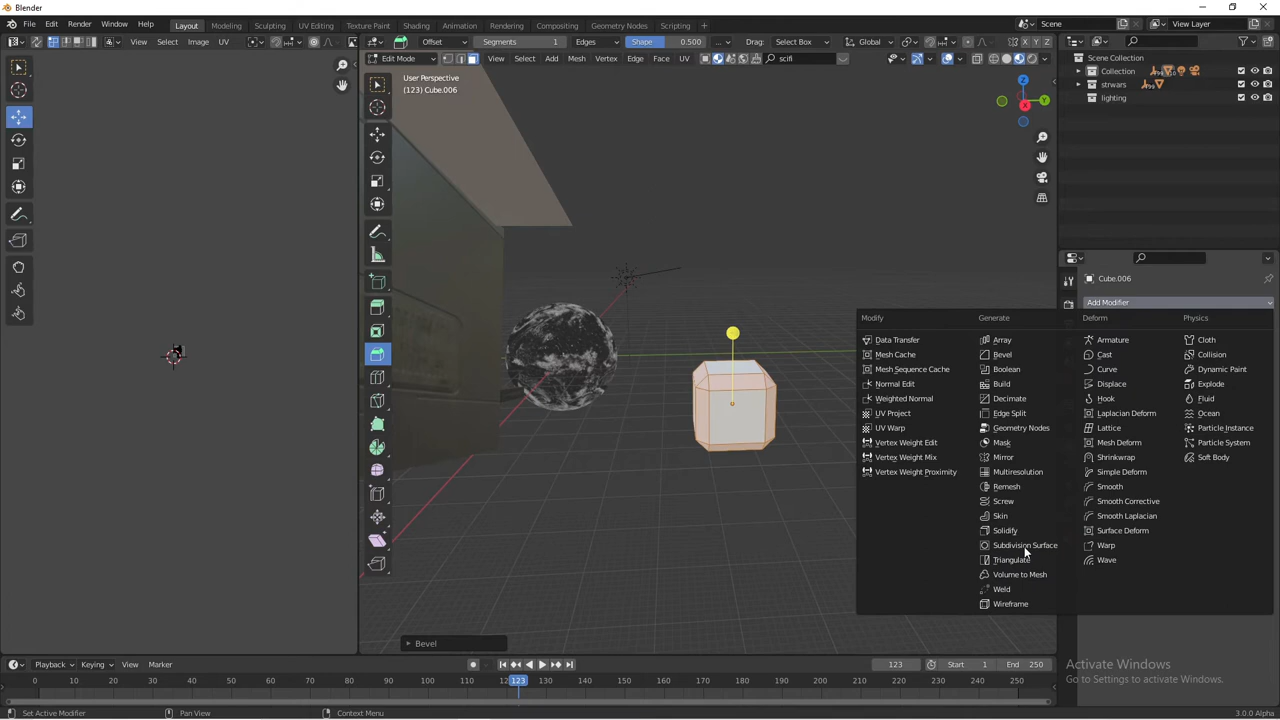 Blender
File Edit Render Window Help Layout Modeling Sculpting UV Editing Texture Paint Shading Animation Rendering Compositing Geometry Nodes Scripting + Scene View Layer
View Select Image UV Offset Segments 1 Edges Shape 0.500 ... Drag: Select Box Global X Y Z
Edit Mode View Select Add Mesh Vertex Edge Face UV scifi
User Perspective
(123) Cube.006
Z
Y
X
Scene Collection
Collection
strwars
lighting
Cube.006
Add Modifier
Modify
Data Transfer
Mesh Cache
Mesh Sequence Cache
Normal Edit
Weighted Normal
UV Project
UV Warp
Vertex Weight Edit
Vertex Weight Mix
Vertex Weight Proximity
Generate
Array
Bevel
Boolean
Build
Decimate
Edge Split
Geometry Nodes
Mask
Mirror
Multiresolution
Remesh
Screw
Skin
Solidify
Subdivision Surface
Triangulate
Volume to Mesh
Weld
Wireframe
Deform
Armature
Cast
Curve
Displace
Hook
Laplacian Deform
Lattice
Mesh Deform
Shrinkwrap
Simple Deform
Smooth
Smooth Corrective
Smooth Laplacian
Surface Deform
Warp
Wave
Physics
Cloth
Collision
Dynamic Paint
Explode
Fluid
Ocean
Particle Instance
Particle System
Soft Body
Bevel
Activate Windows
Go to Settings to activate Windows.
Playback Keying View Marker 123 Start 1 End 250
0 10 20 30 40 50 60 70 80 90 100 110 12 123 130 140 150 160 170 180 190 200 210 220 230 240 250
Set Active Modifier Pan View Context Menu 3.0.0 Alpha